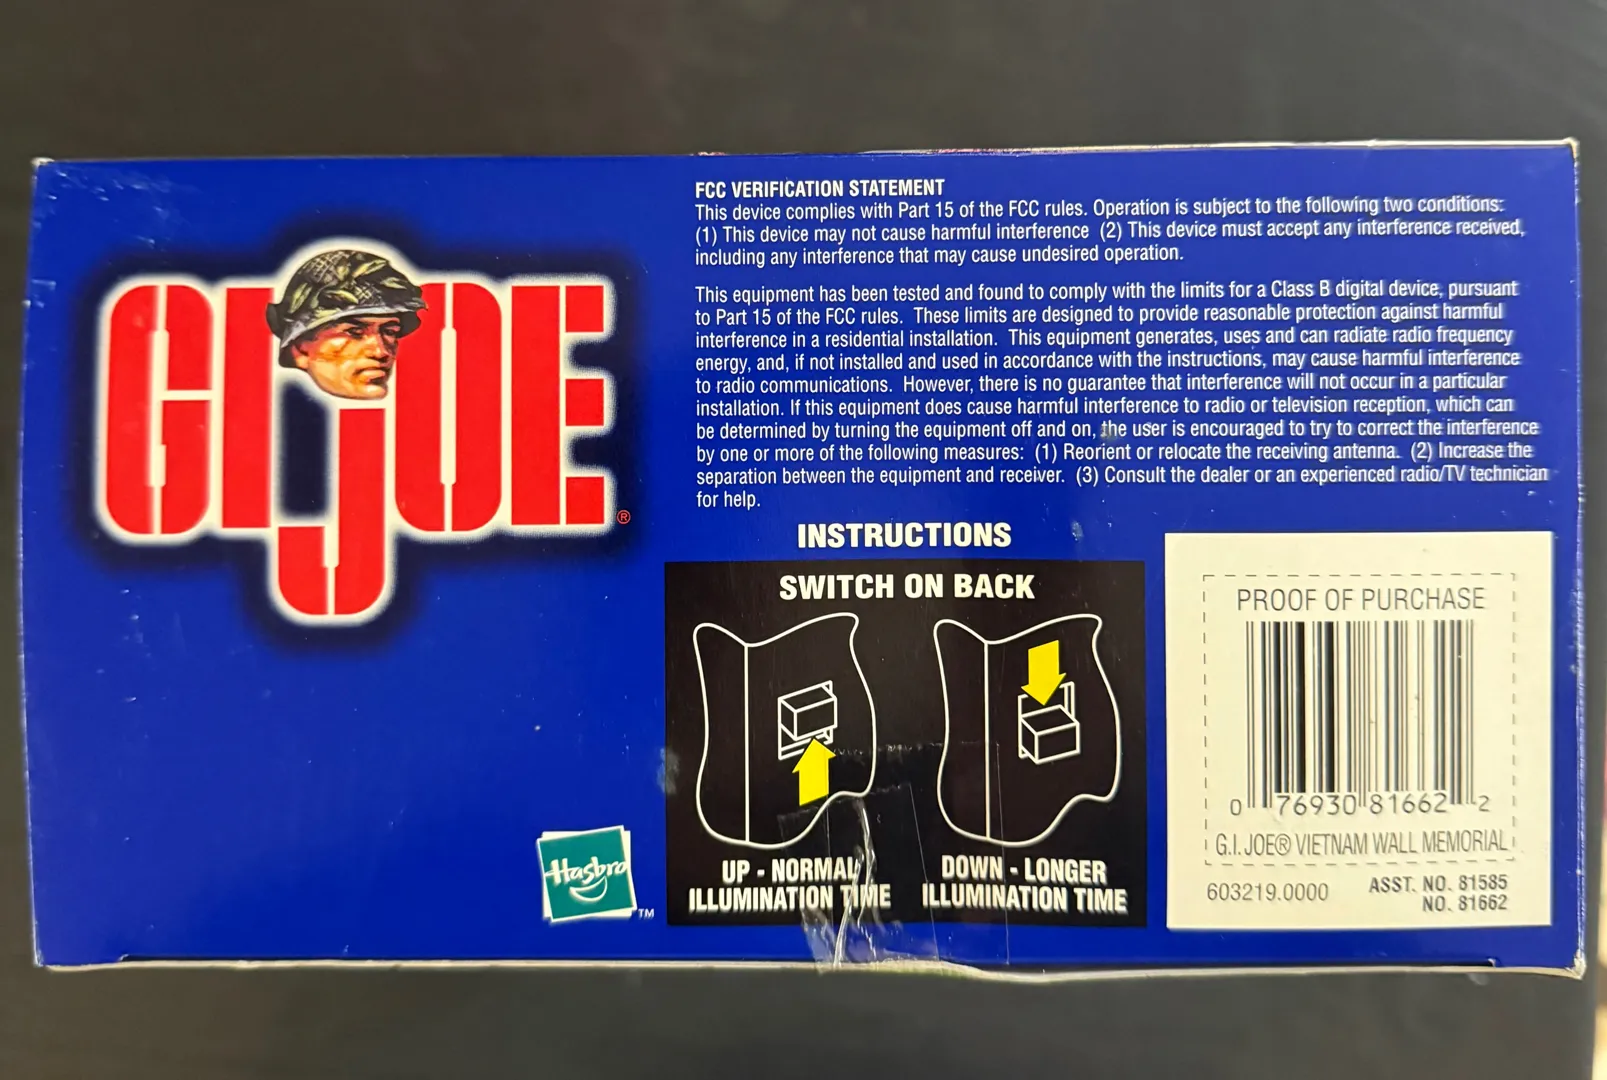 GI JOE®
FCC VERIFICATION STATEMENT
This device complies with Part 15 of the FCC rules. Operation is subject to the following two conditions:
(1) This device may not cause harmful interference (2) This device must accept any interference received,
including any interference that may cause undesired operation.
This equipment has been tested and found to comply with the limits for a Class B digital device, pursuant
to Part 15 of the FCC rules. These limits are designed to provide reasonable protection against harmful
interference in a residential installation. This equipment generates, uses and can radiate radio frequency
energy, and, if not installed and used in accordance with the instructions, may cause harmful interference
to radio communications. However, there is no guarantee that interference will not occur in a particular
installation. If this equipment does cause harmful interference to radio or television reception, which can
be determined by turning the equipment off and on, the user is encouraged to try to correct the interference
by one or more of the following measures: (1) Reorient or relocate the receiving antenna. (2) Increase the
separation between the equipment and receiver. (3) Consult the dealer or an experienced radio/TV technician
for help.
INSTRUCTIONS
SWITCH ON BACK
UP - NORMAL
ILLUMINATION TIME
DOWN - LONGER
ILLUMINATION TIME
Hasbro
TM
PROOF OF PURCHASE
0 76930 81662 2
G.I. JOE® VIETNAM WALL MEMORIAL
603219.0000
ASST. NO. 81585
NO. 81662